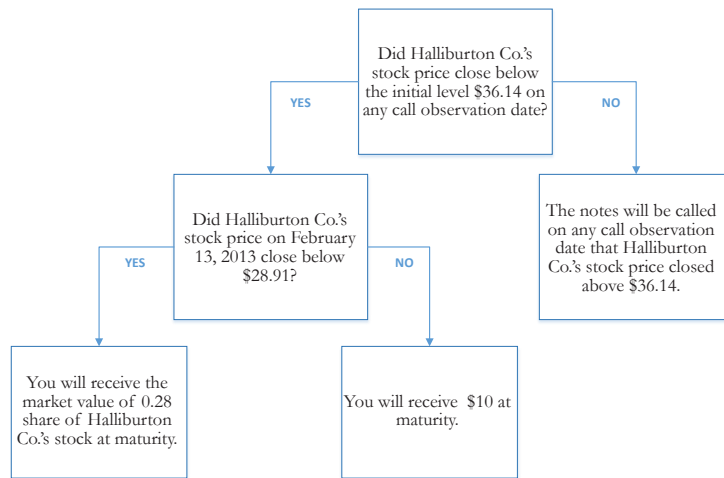 Did Halliburton Co.'s
stock price close below
the initial level $36.14 on
any call observation date?
YES
NO
Did Halliburton Co.'s
stock price on February
13, 2013 close below
$28.91?
The notes will be called
on any call observation
date that Halliburton
Co.'s stock price closed
above $36.14.
YES
NO
You will receive the
market value of 0.28
share of Halliburton
Co.'s stock at maturity.
You will receive $10 at
maturity.